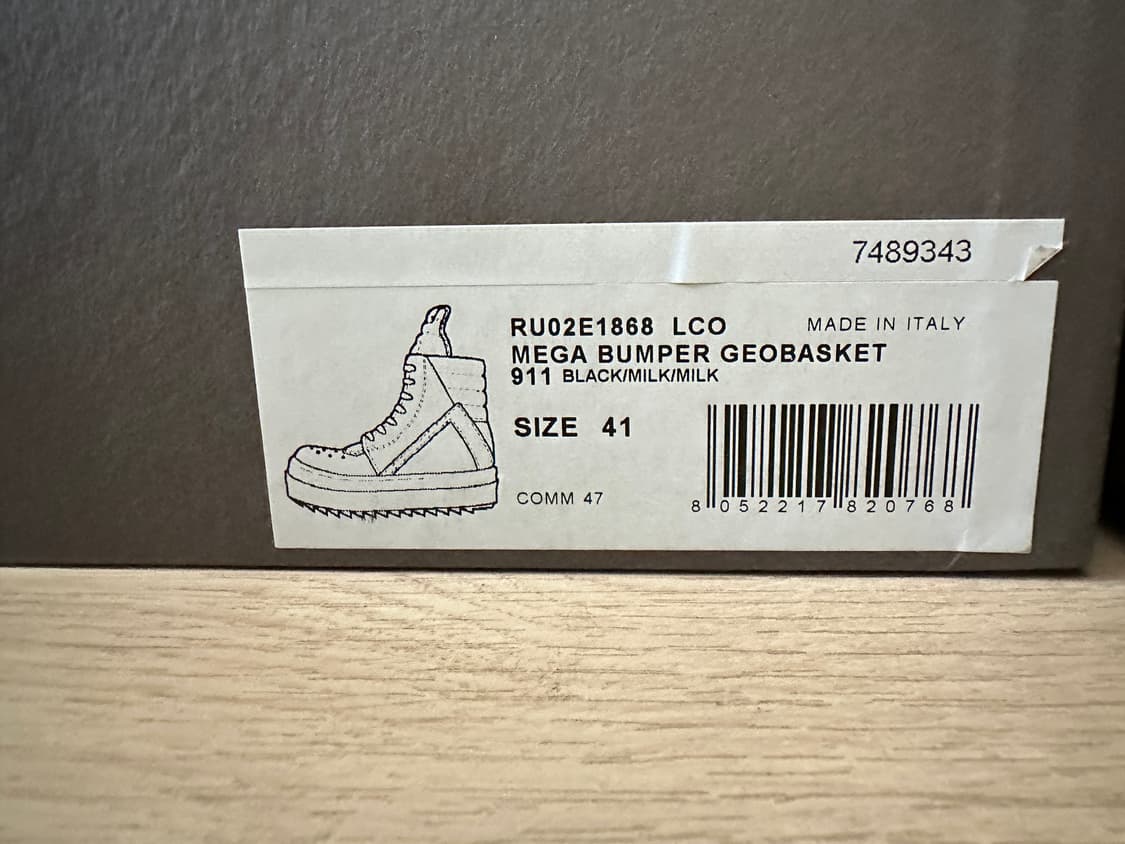 7489343
RU02E1868 LCO MADE IN ITALY
MEGA BUMPER GEOBASKET
911 BLACK/MILK/MILK
SIZE 41
COMM 47
8 052217 820768